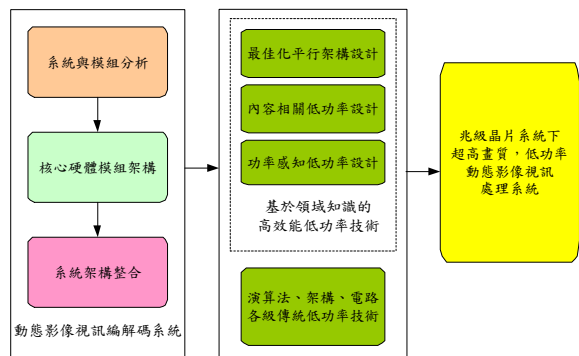 系統與模組分析
核心硬體模組架構
系統架構整合
動態影像視訊編解碼系統
最佳化平行架構設計
內容相關低功率設計
功率感知低功率設計
基於領域知識的
高效能低功率技術
演算法、架構、電路
各級傳統低功率技術
兆級晶片系統下
超高畫質，低功率
動態影像視訊
處理系統